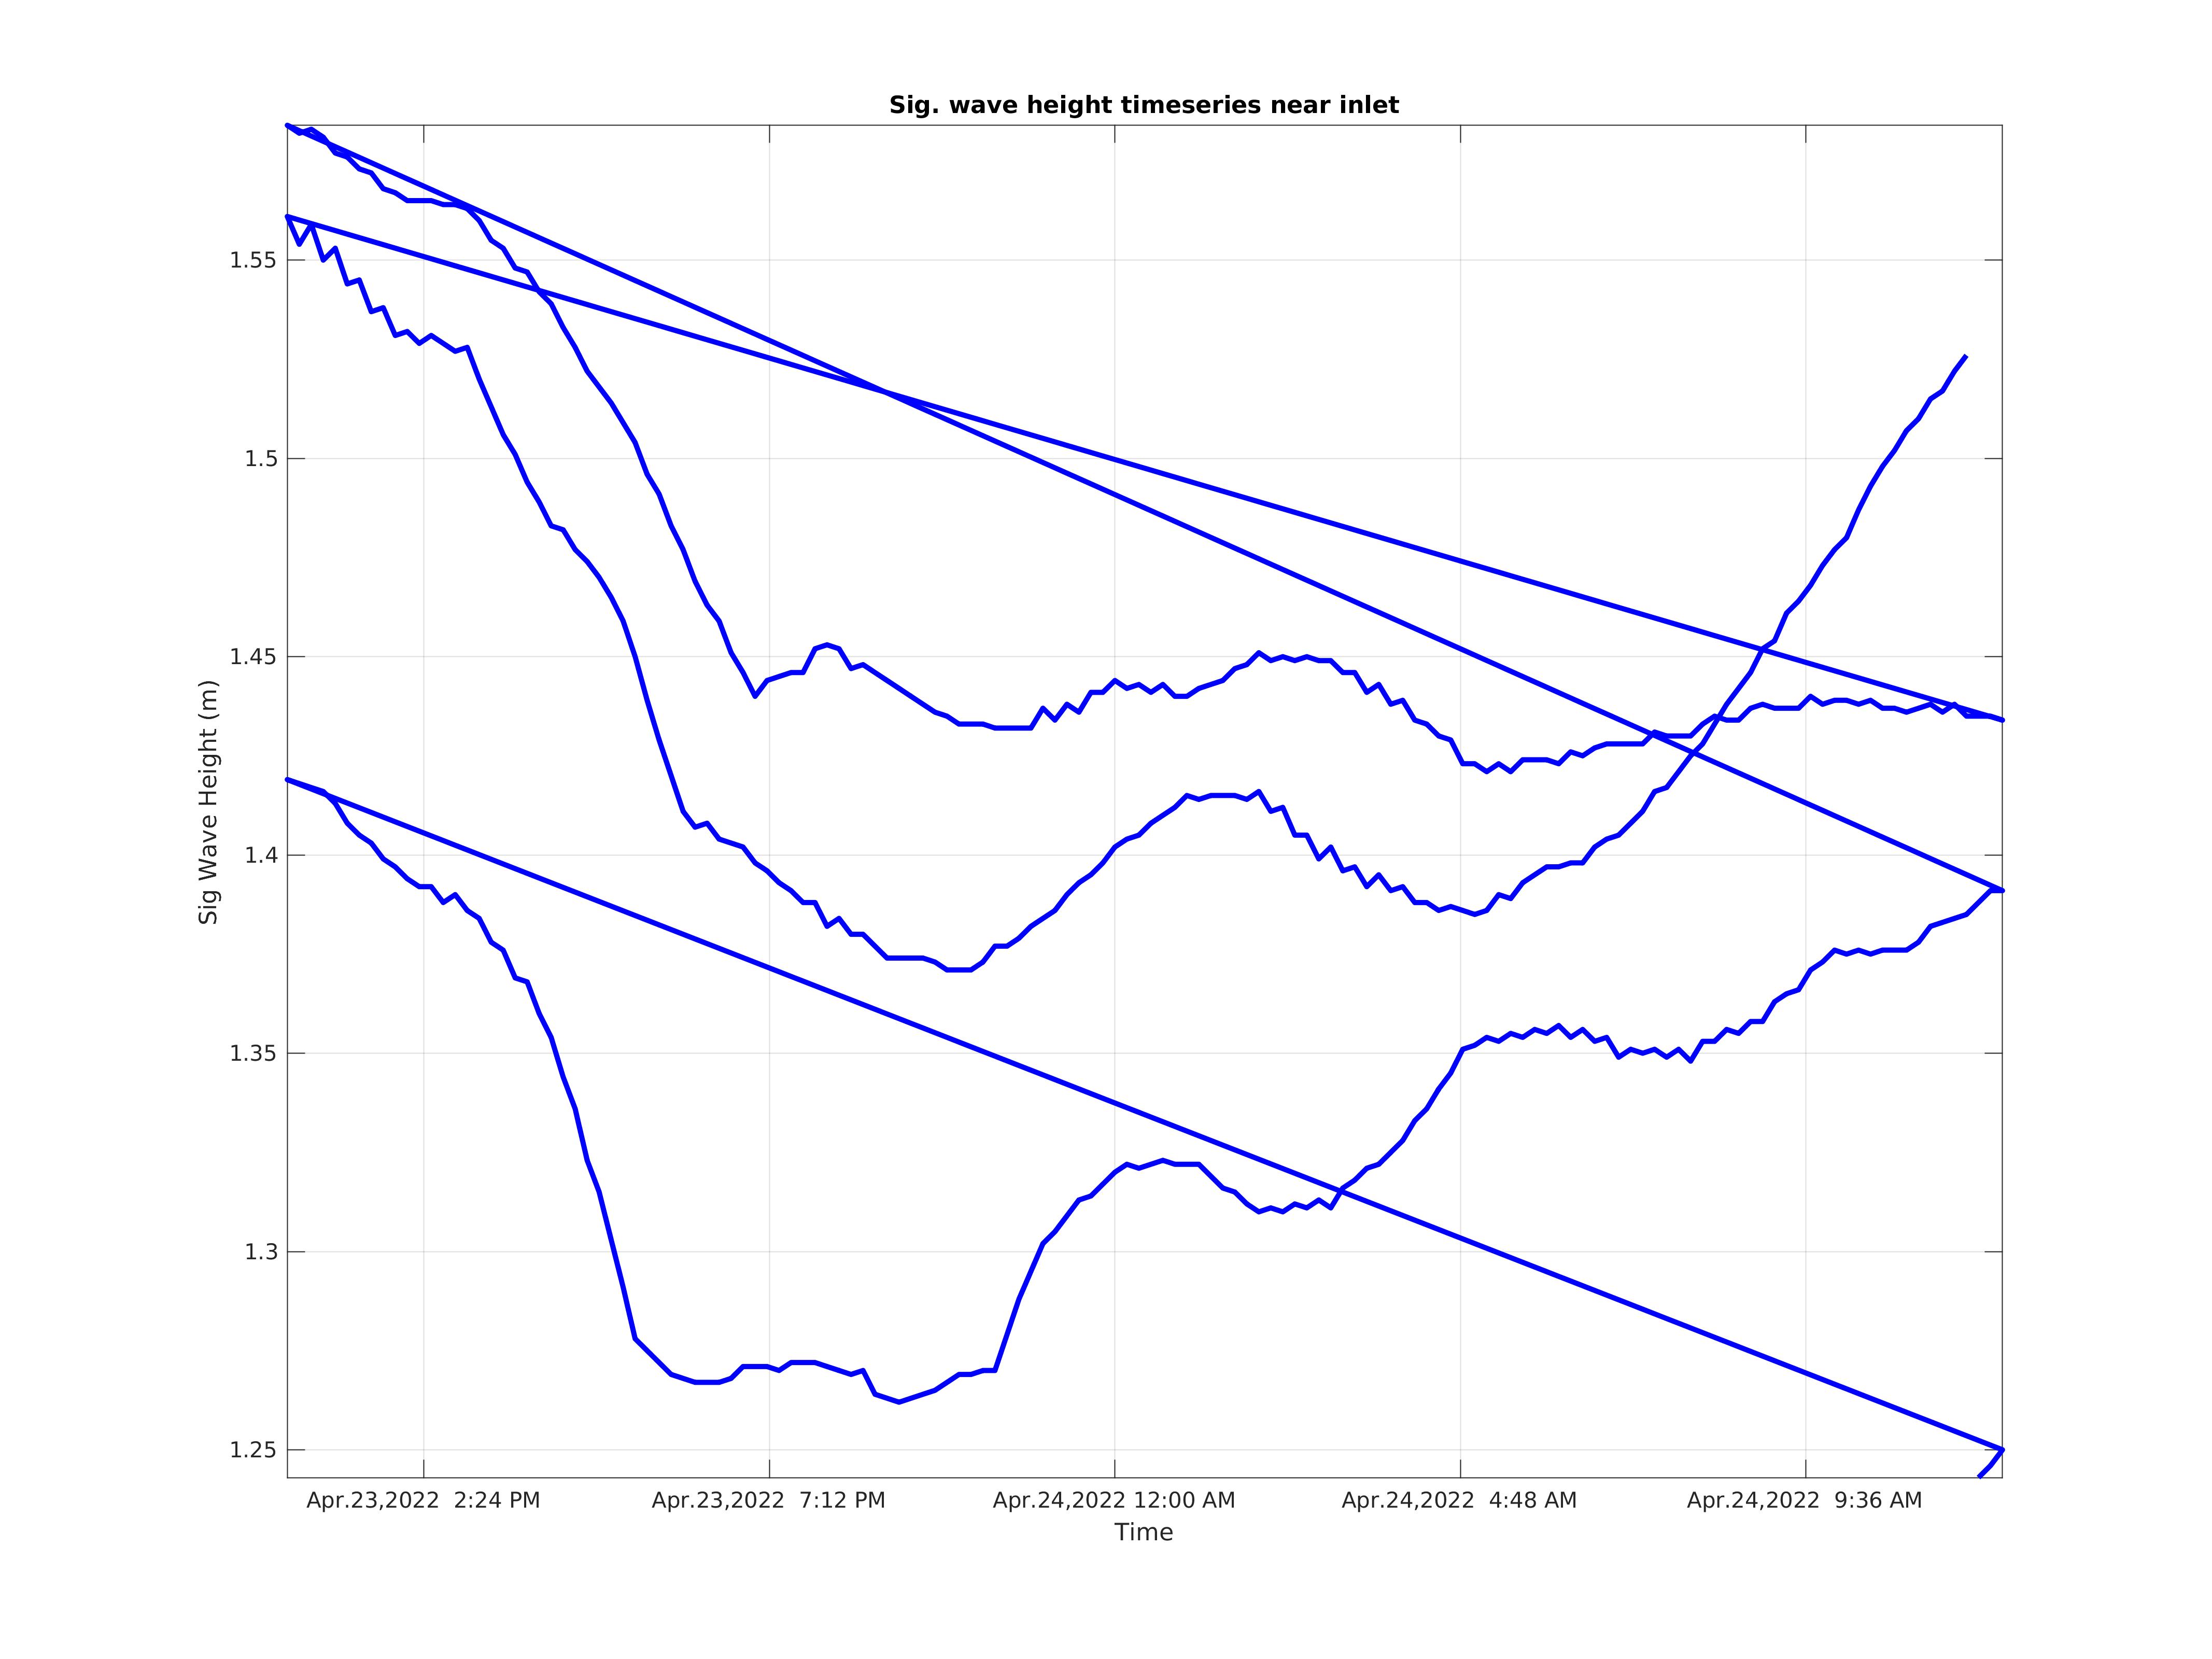 Sig. wave height timeseries near inlet
Sig Wave Height (m)
1.55
1.5
1.45
1.4
1.35
1.3
1.25
Apr.23,2022  2:24 PM
Apr.23,2022  7:12 PM
Apr.24,2022 12:00 AM
Apr.24,2022  4:48 AM
Apr.24,2022  9:36 AM
Time